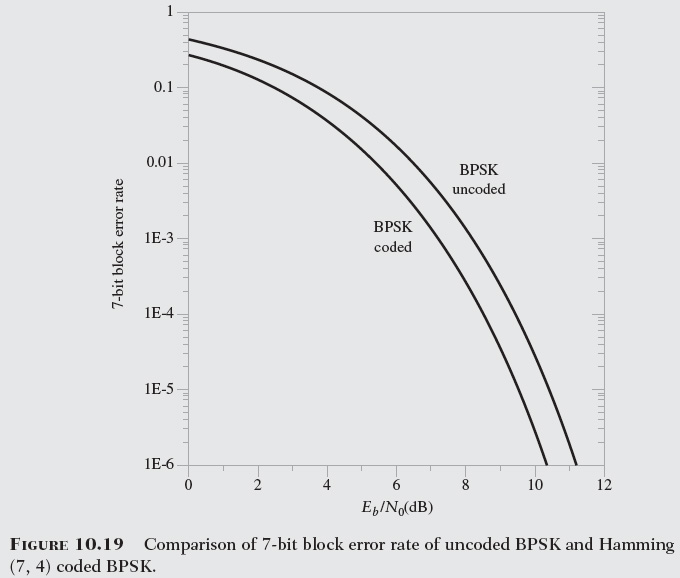 1
0.1
0.01
1E-3
1E-4
1E-5
1E-6
7-bit block error rate
BPSK
uncoded
BPSK
coded
0 2 4 6 8 10 12
E_b/N_0(dB)
FIGURE 10.19 Comparison of 7-bit block error rate of uncoded BPSK and Hamming
(7, 4) coded BPSK.